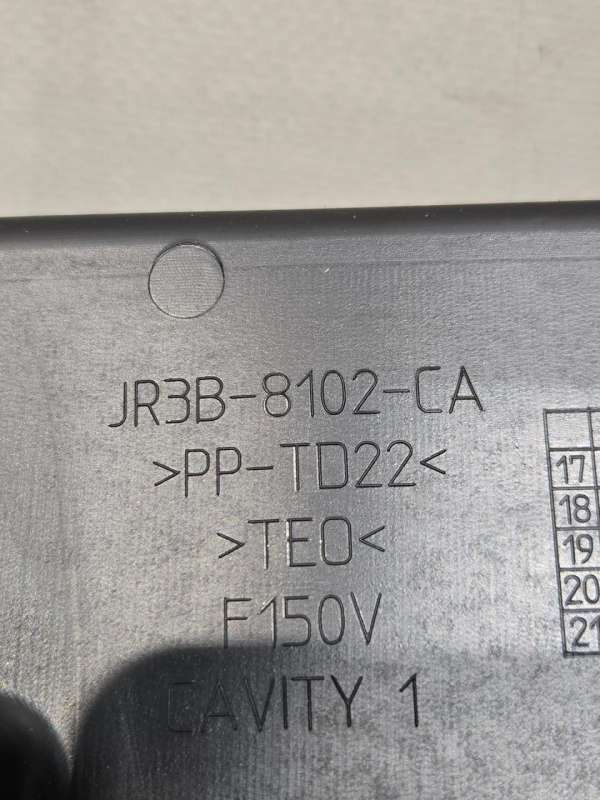 JR3B-8102-CA
>PP-TD22<
>TEO<
F150V
CAVITY 1
17
18
19
20
21